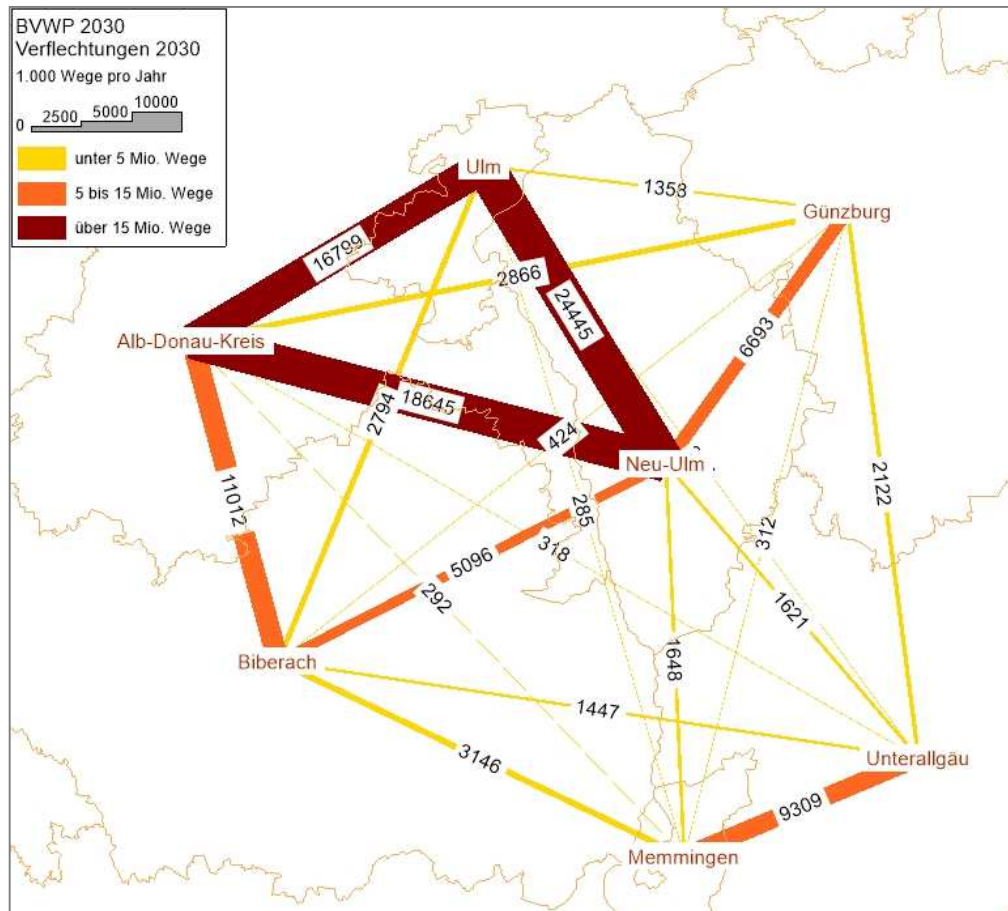 BVWP 2030
Verflechtungen 2030
1.000 Wege pro Jahr
0 2500 5000 10000
unter 5 Mio. Wege
5 bis 15 Mio. Wege
über 15 Mio. Wege
Ulm
1358
Günzburg
16799
2866
24445
Alb-Donau-Kreis
6693
18645
2794
424
Neu-Ulm
2122
11012
285
312
318
5096
292
1621
1648
Biberach
1447
3146
Unterallgäu
9309
Memmingen